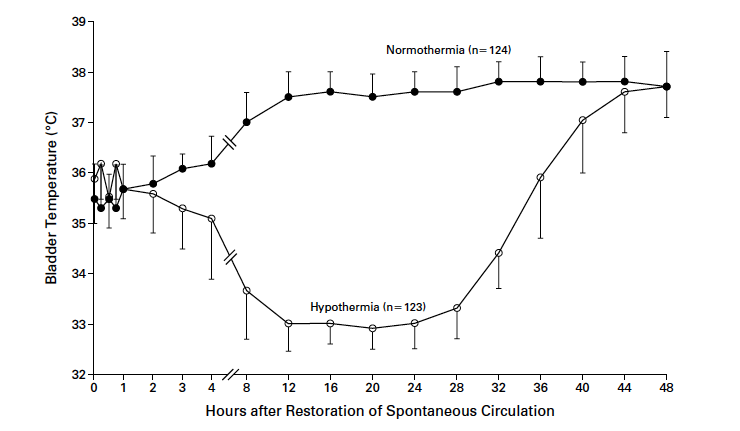 39
38
37
36
35
34
33
32
Bladder Temperature (°C)
Normothermia (n=124)
Hypothermia (n=123)
0 1 2 3 4 8 12 16 20 24 28 32 36 40 44 48
Hours after Restoration of Spontaneous Circulation